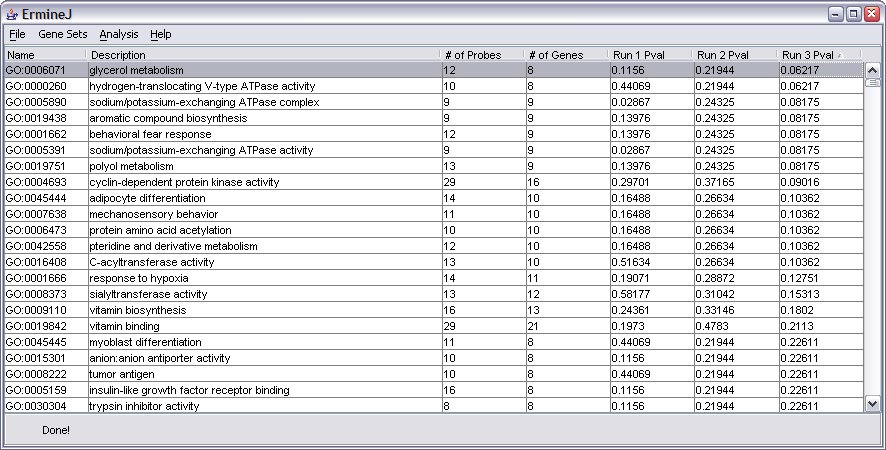 ErmineJ
File Gene Sets Analysis Help
Name Description # of Probes # of Genes Run 1 Pval Run 2 Pval Run 3 Pval
GO:0006071 glycerol metabolism 12 8 0.1156 0.21944 0.06217
GO:0000260 hydrogen-translocating V-type ATPase activity 10 8 0.44069 0.21944 0.06217
GO:0005890 sodium/potassium-exchanging ATPase complex 9 9 0.02867 0.24325 0.08175
GO:0019438 aromatic compound biosynthesis 9 9 0.13976 0.24325 0.08175
GO:0001662 behavioral fear response 12 9 0.13976 0.24325 0.08175
GO:0005391 sodium/potassium-exchanging ATPase activity 9 9 0.02867 0.24325 0.08175
GO:0019751 polyol metabolism 13 9 0.13976 0.24325 0.08175
GO:0004693 cyclin-dependent protein kinase activity 29 16 0.29701 0.37165 0.09016
GO:0045444 adipocyte differentiation 14 10 0.16488 0.26634 0.10362
GO:0007638 mechanosensory behavior 11 10 0.16488 0.26634 0.10362
GO:0006473 protein amino acid acetylation 10 10 0.16488 0.26634 0.10362
GO:0042558 pteridine and derivative metabolism 12 10 0.16488 0.26634 0.10362
GO:0016408 C-acyltransferase activity 13 10 0.51634 0.26634 0.10362
GO:0001666 response to hypoxia 14 11 0.19071 0.28872 0.12751
GO:0008373 sialyltransferase activity 13 12 0.58177 0.31042 0.15313
GO:0009110 vitamin biosynthesis 16 13 0.24361 0.33146 0.1802
GO:0019842 vitamin binding 29 21 0.1973 0.4783 0.2113
GO:0045445 myoblast differentiation 11 8 0.44069 0.21944 0.22611
GO:0015301 anion:anion antiporter activity 10 8 0.1156 0.21944 0.22611
GO:0008222 tumor antigen 10 8 0.44069 0.21944 0.22611
GO:0005159 insulin-like growth factor receptor binding 16 8 0.1156 0.21944 0.22611
GO:0030304 trypsin inhibitor activity 8 8 0.1156 0.21944 0.22611
Done!